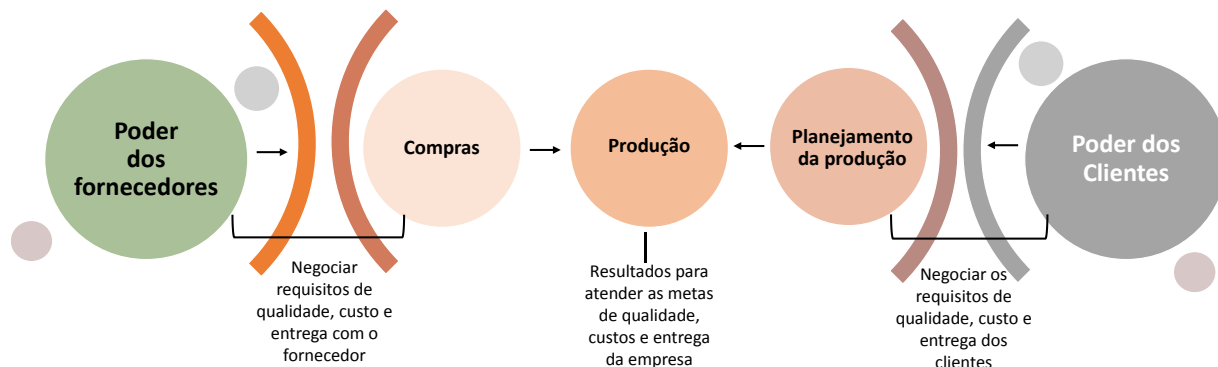 Poder
dos
fornecedores
Compras
Produção
Planejamento
da produção
Poder dos
Clientes
Negociar
requisitos de
qualidade, custo e
entrega com o
fornecedor
Resultados para
atender as metas
de qualidade,
custos e entrega
da empresa
Negociar os
requisitos de
qualidade, custo e
entrega dos
clientes